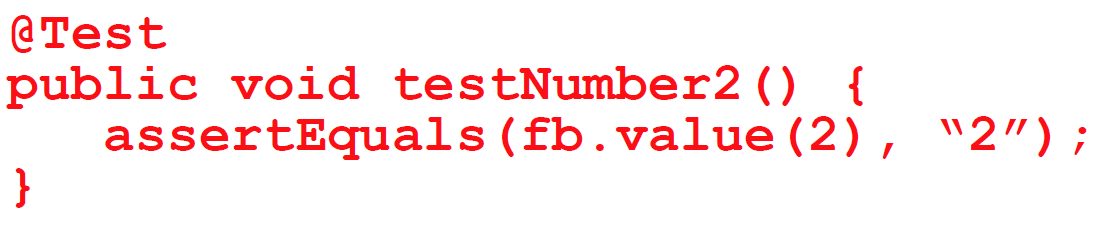 @Test
public void testNumber2() {
   assertEquals(fb.value(2), “2”);
}